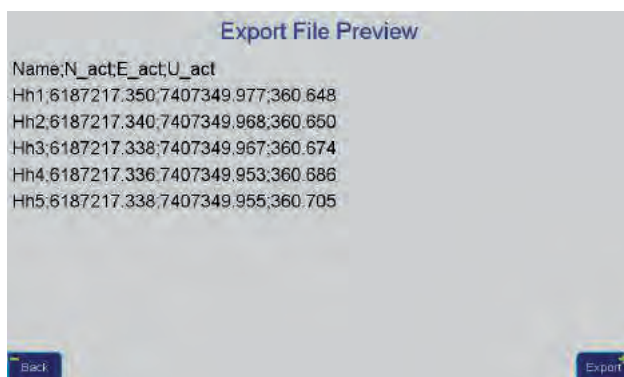 Export File Preview
Name;N_act;E_act;U_act
Hh1;6187217.350;7407349.977;360.648
Hh2;6187217.340;7407349.968;360.650
Hh3;6187217.338;7407349.967;360.674
Hh4;6187217.336;7407349.953;360.686
Hh5;6187217.338;7407349.955;360.705
Back
Export